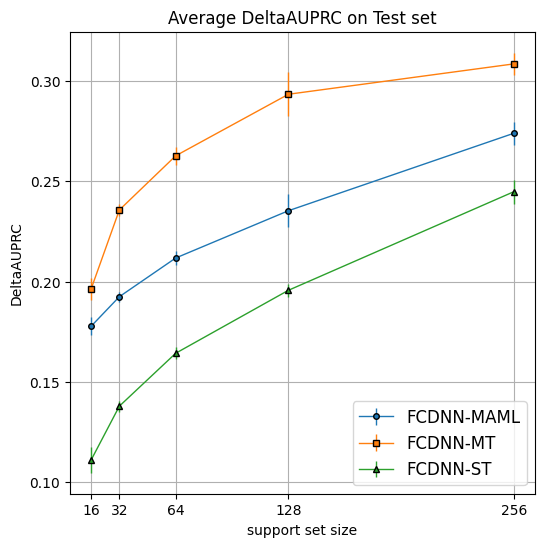 Average DeltaAUPRC on Test set
DeltaAUPRC
0.30
0.25
0.20
0.15
0.10
16 32 64 128 256
support set size
FCDNN-MAML
FCDNN-MT
FCDNN-ST